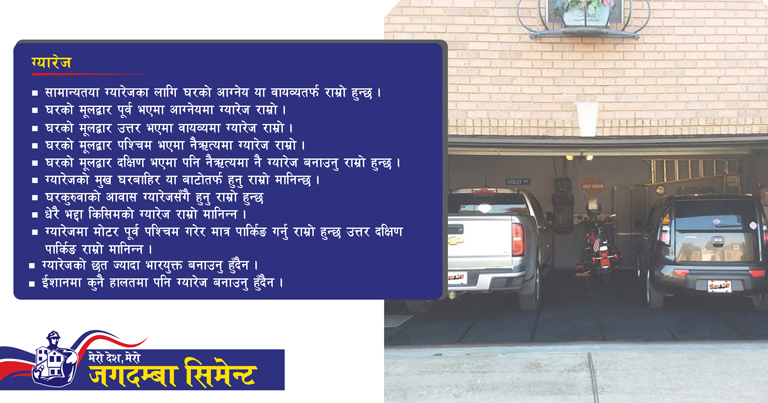 ग्यारेज
सामान्यतया ग्यारेजका लागि घरको आग्नेय या वायव्यतर्फ राम्रो हुन्छ ।
घरको मूलद्वार पूर्व भएमा आग्नेयमा ग्यारेज राम्रो ।
घरको मूलद्वार उत्तर भएमा वायव्यमा ग्यारेज राम्रो ।
घरको मूलद्वार पश्चिम भएमा नैऋत्यमा ग्यारेज राम्रो ।
घरको मूलद्वार दक्षिण भएमा पनि नैऋत्यमा नै ग्यारेज बनाउनु राम्रो हुन्छ ।
ग्यारेजको मुख घरबाहिर या बाटोतर्फ हुनु राम्रो मानिन्छ ।
घरकुरुवाको आवास ग्यारेजसँगै हुनु राम्रो हुन्छ
धेरै भद्दा किसिमको ग्यारेज राम्रो मानिन्न ।
ग्यारेजमा मोटर पूर्व पश्चिम गरेर मात्र पार्किङ गर्नु राम्रो हुन्छ उत्तर दक्षिण
पार्किङ राम्रो मानिन्न ।
ग्यारेजको छत ज्यादा भारयुक्त बनाउनु हुँदैन ।
ईशानमा कुनै हालतमा पनि ग्यारेज बनाउनु हुँदैन ।
मेरो देश, मेरो
जगदम्बा सिमेन्ट